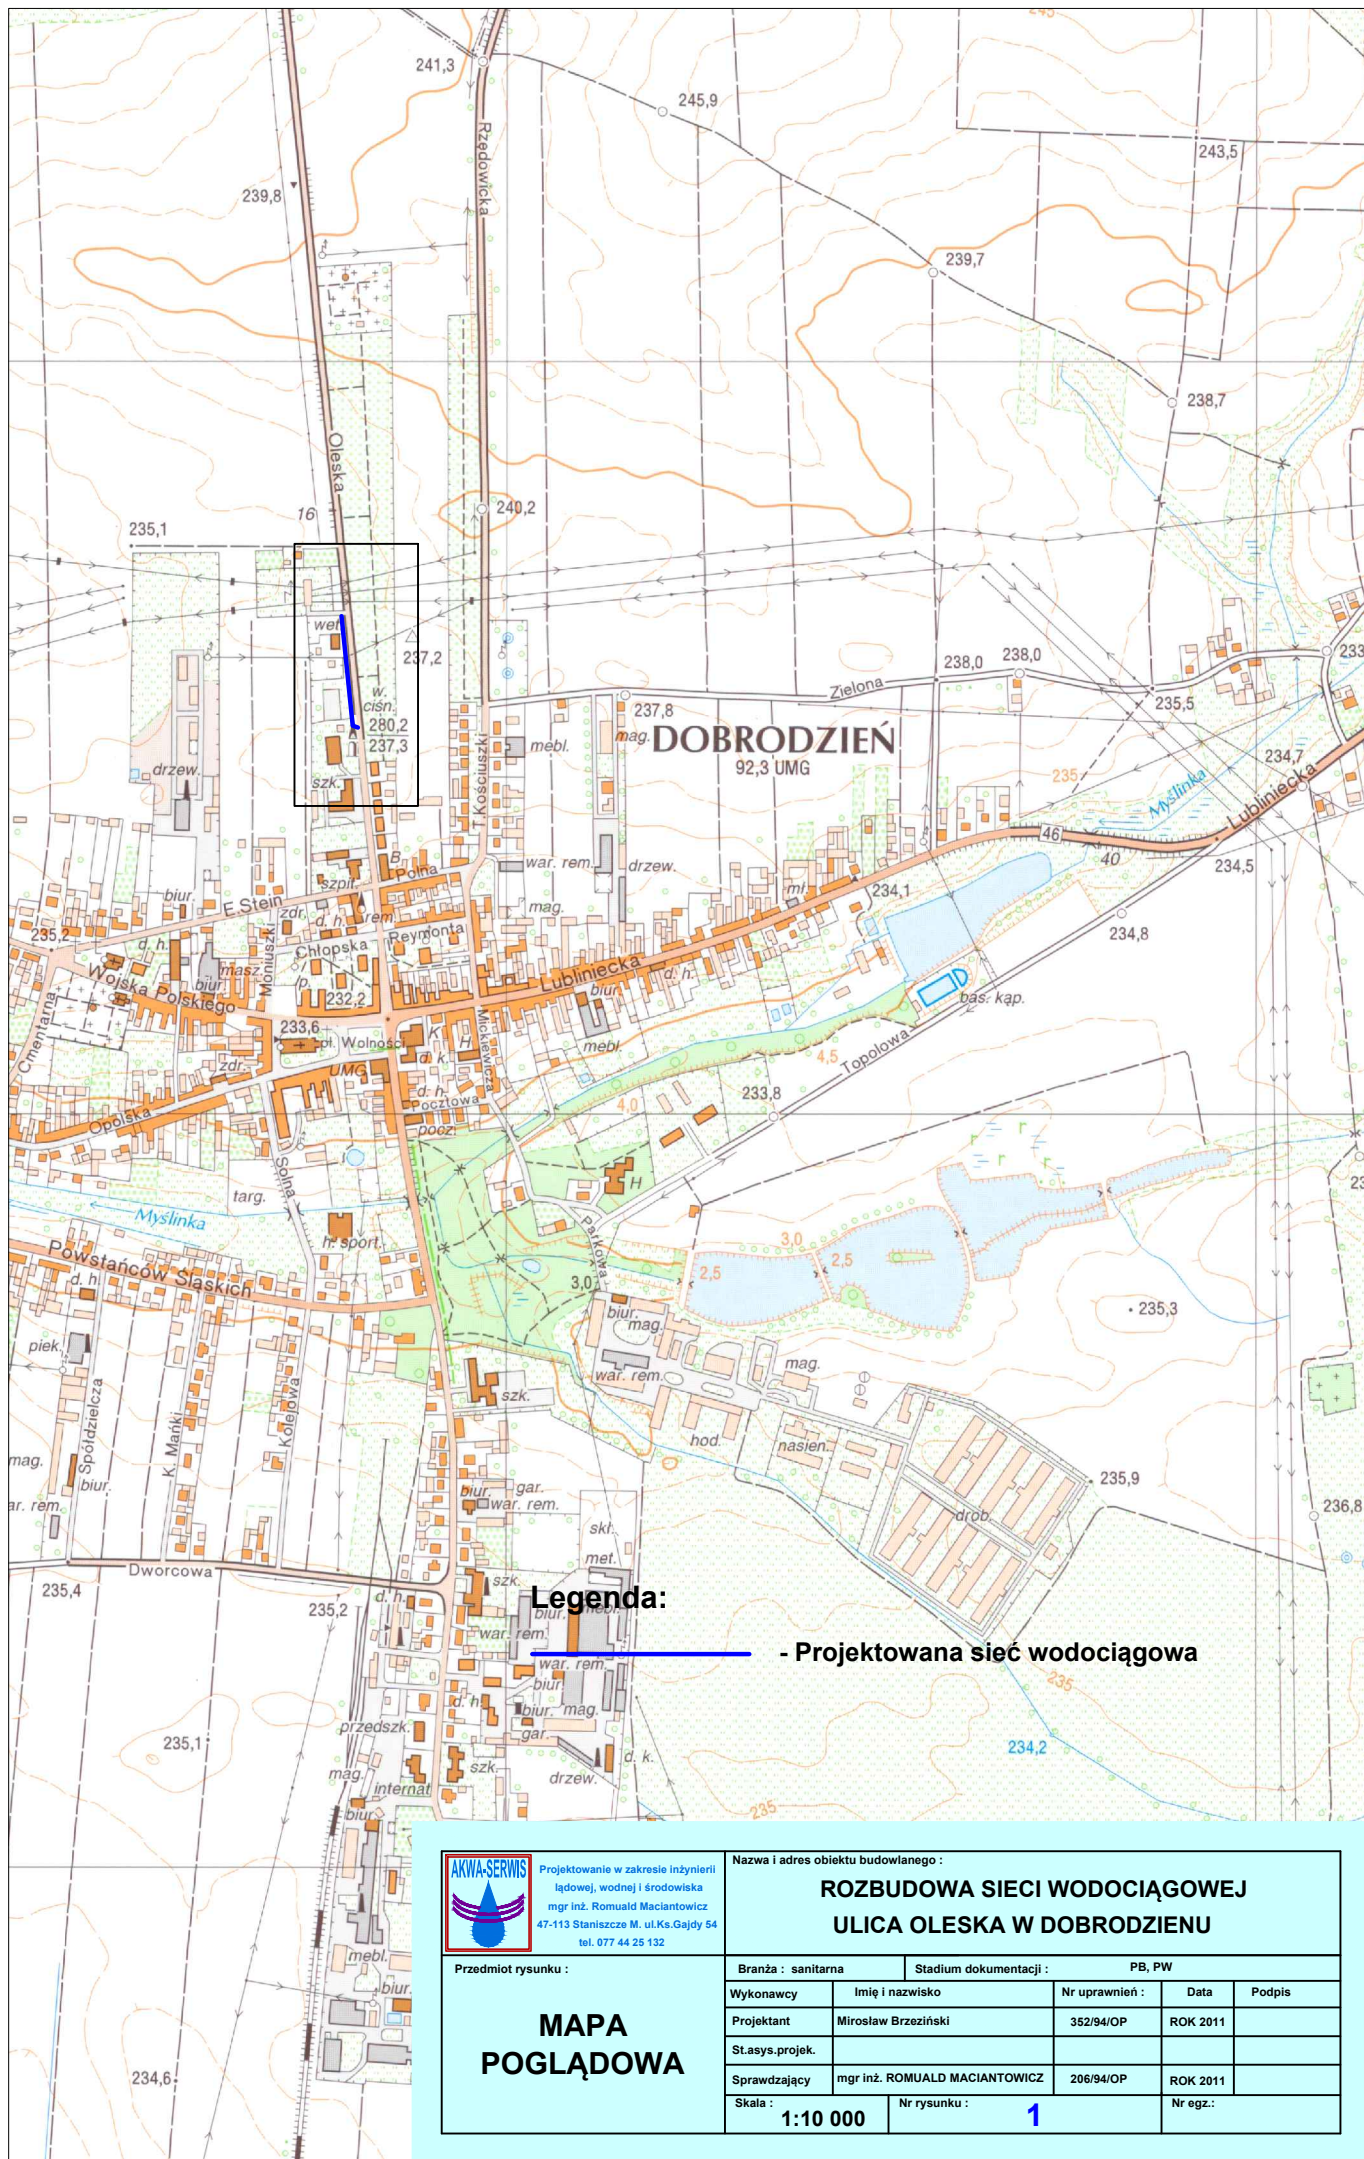 241,3
245,9
243,5
Rzędowicka
239,8
239,7
238,7
Oleska
240,2
16
235,1
wet.
237,2
w.
ciśn.
280,2
237,3
238,0
238,0
Zielona
235,5
237,8
mag.
DOBRODZIEŃ
92,3 UMG
mebl.
T.Kościuszki
drzew.
szk.
235
234,7
Myślinka
Lubliniecka
46
40
234,5
B
Polna
szpit.
war. rem.
drzew.
mł.
234,1
biur.
E.Stein
zdr.
d. h.
rem.
mag.
235,2
d. h.
Moniuszki
Chłopska
Reymonta
234,8
masz.
biur.
p.
Lubliniecka
d. h.
Wojska Polskiego
232,2
biur.
bas. kąp.
Cmentarna
233,6
pl. Wolności
K
H
d. k.
Mickiewicza
mebl.
zdr.
UMG
4,5
Topolowa
d. h.
Pocztowa
4,0
233,8
Opolska
pocz.
Solna
targ.
H
Myślinka
h. sport.
Parkowa
3,0
Powstańców Śląskich
2,5
2,5
d. h.
3,0
235,3
biur.
mag.
piek.
mag.
war. rem.
szk.
Spółdzielcza
K.Mańki
Kolejowa
hod.
nasien.
235,9
mag.
biur.
biur.
gar.
war. rem.
236,8
ar. rem.
drob.
skł.
met.
Dworcowa
235,4
235,2
d. h.
szk.
Legenda:
biur.
mebl.
war. rem.
- Projektowana sieć wodociągowa
war. rem.
biur.
235
d. h.
biur.
mag.
przedszk.
gar.
235,1
234,2
szk.
d. k.
mag.
internat
drzew.
biur.
235
mebl.
biur.
234,6
AKWA-SERWIS
Projektowanie w zakresie inżynierii
lądowej, wodnej i środowiska
mgr inż. Romuald Maciantowicz
47-113 Staniszcze M. ul.Ks.Gajdy 54
tel. 077 44 25 132
Nazwa i adres obiektu budowlanego :
ROZBUDOWA SIECI WODOCIĄGOWEJ
ULICA OLESKA W DOBRODZIENU
Przedmiot rysunku :
MAPA
POGLĄDOWA
Branża : sanitarna
Stadium dokumentacji :
PB, PW
Wykonawcy
Imię i nazwisko
Nr uprawnień :
Data
Podpis
Projektant
Mirosław Brzeziński
352/94/OP
ROK 2011
St.asys.projek.
Sprawdzający
mgr inż. ROMUALD MACIANTOWICZ
206/94/OP
ROK 2011
Skala :
1:10 000
Nr rysunku :
1
Nr egz.: